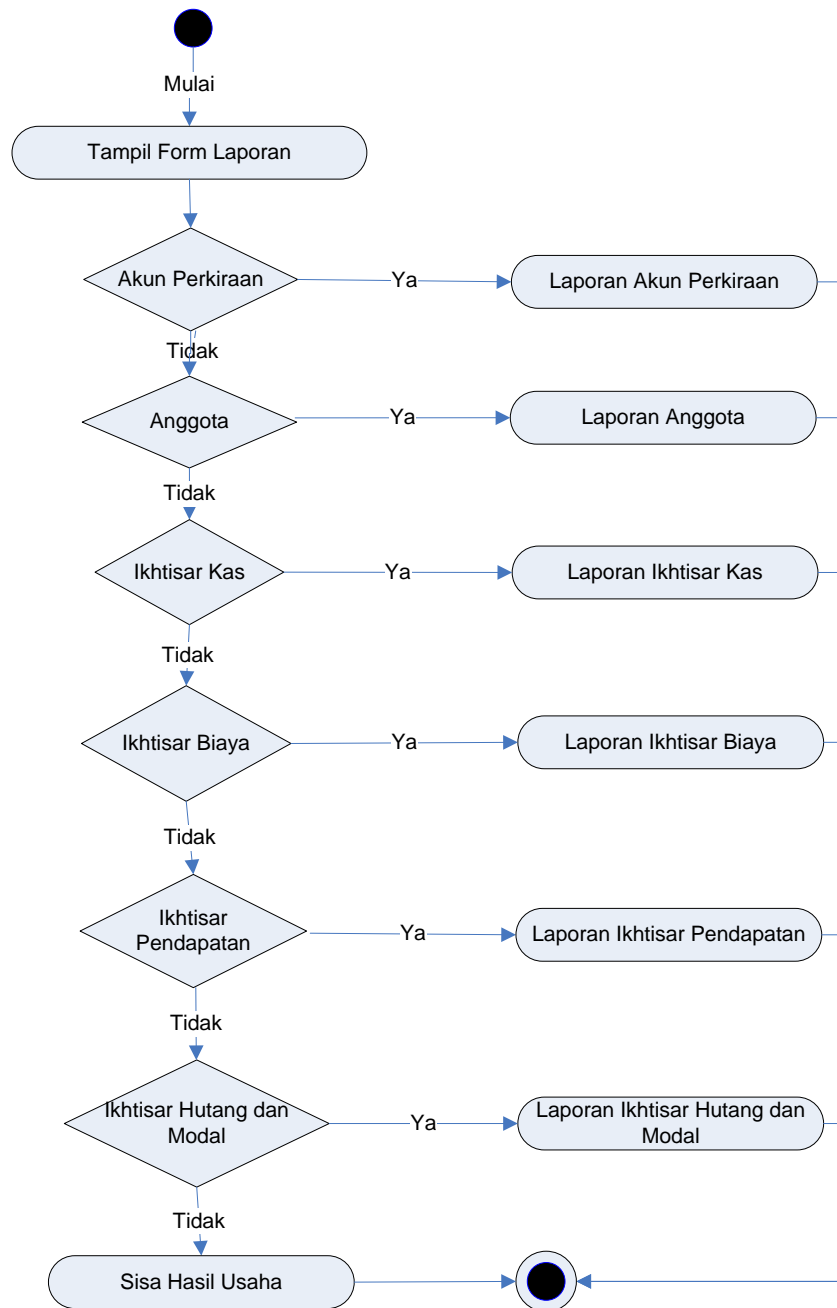 Mulai
Tampil Form Laporan
Akun Perkiraan
Ya
Laporan Akun Perkiraan
Tidak
Anggota
Ya
Laporan Anggota
Tidak
Ikhtisar Kas
Ya
Laporan Ikhtisar Kas
Tidak
Ikhtisar Biaya
Ya
Laporan Ikhtisar Biaya
Tidak
Ikhtisar
Pendapatan
Ya
Laporan Ikhtisar Pendapatan
Tidak
Ikhtisar Hutang dan
Modal
Ya
Laporan Ikhtisar Hutang dan
Modal
Tidak
Sisa Hasil Usaha